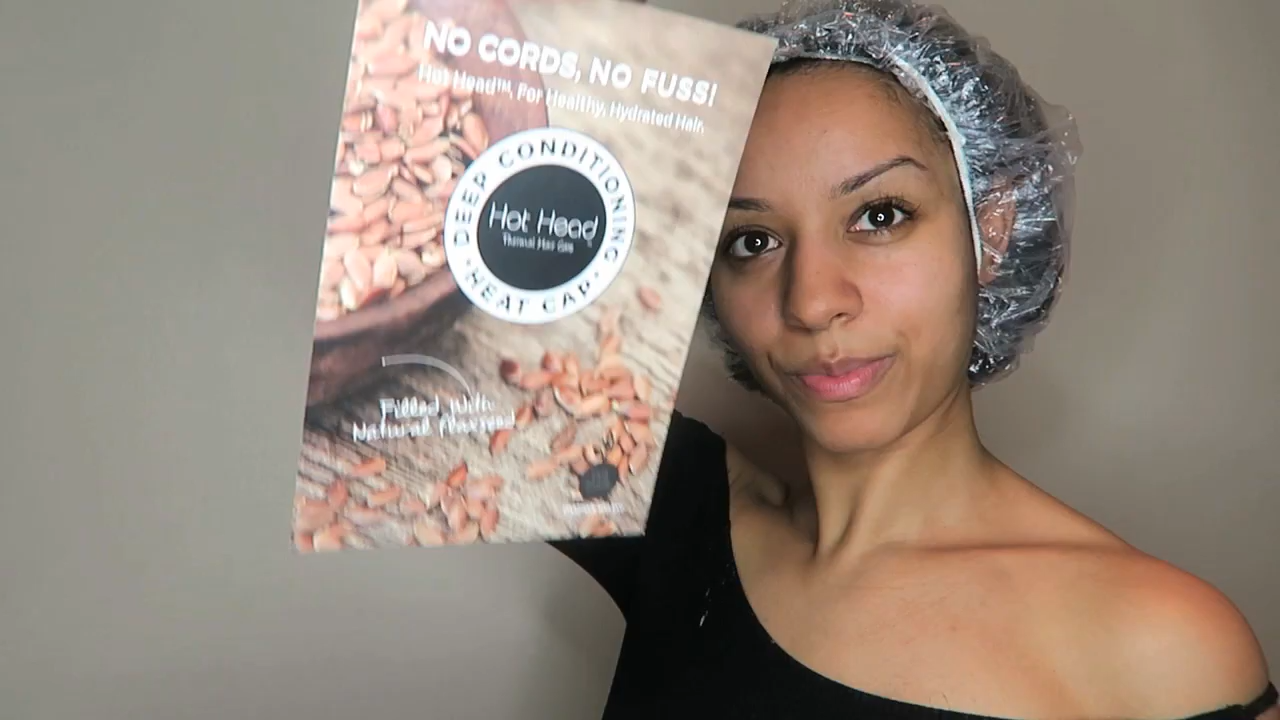 NO CORDS, NO FUSS!
Hot Head™, For Healthy, Hydrated Hair.
DEEP CONDITIONING
Hot Head
Thermal Hair Care
• HEAT CAP •
Filled With
Natural Flaxseed